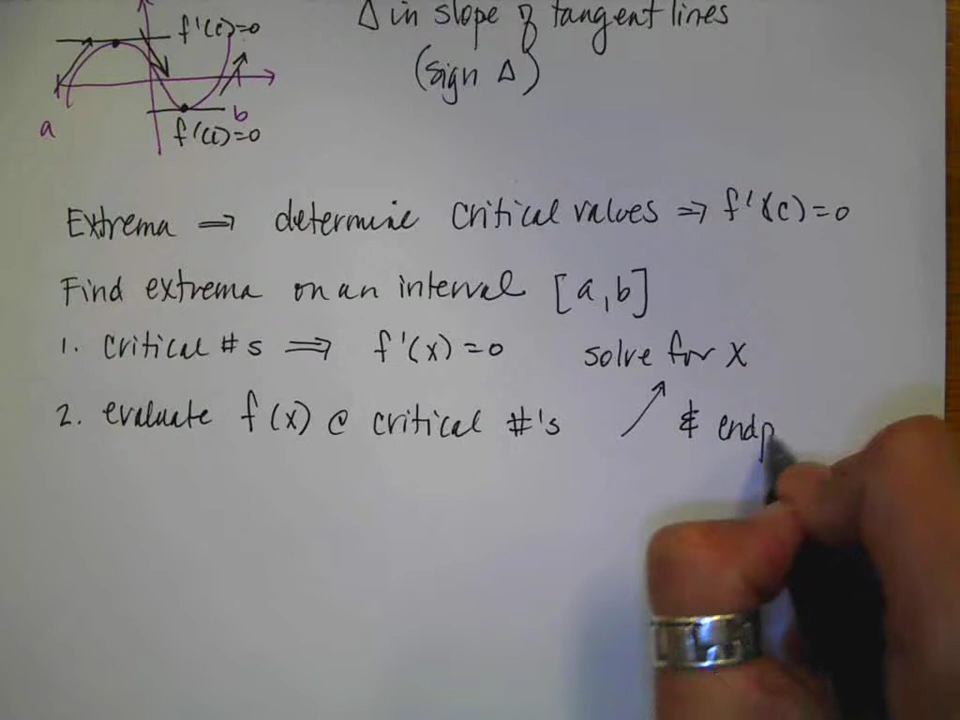 f'(c)=0
Δ in slope of tangent lines
(sign Δ)
a
b
f'(c)=0
Extrema ⇒ determine critical values ⇒ f'(c)=0
Find extrema on an interval [a,b]
1. critical #s ⇒ f'(x)=0 solve for x
2. evaluate f(x) @ critical #'s & endp